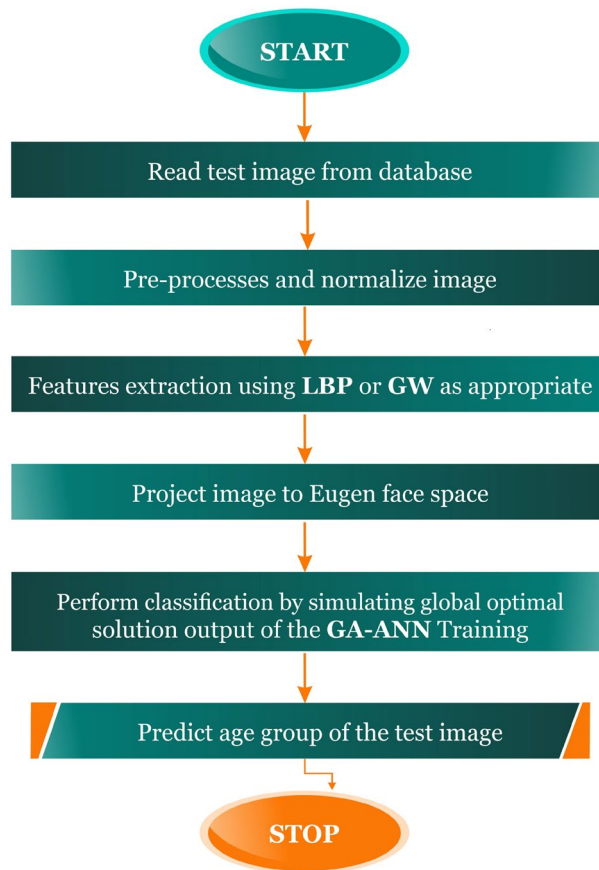 START
Read test image from database
Pre-processes and normalize image
Features extraction using LBP or GW as appropriate
Project image to Eugen face space
Perform classification by simulating global optimal
solution output of the GA-ANN Training
Predict age group of the test image
STOP